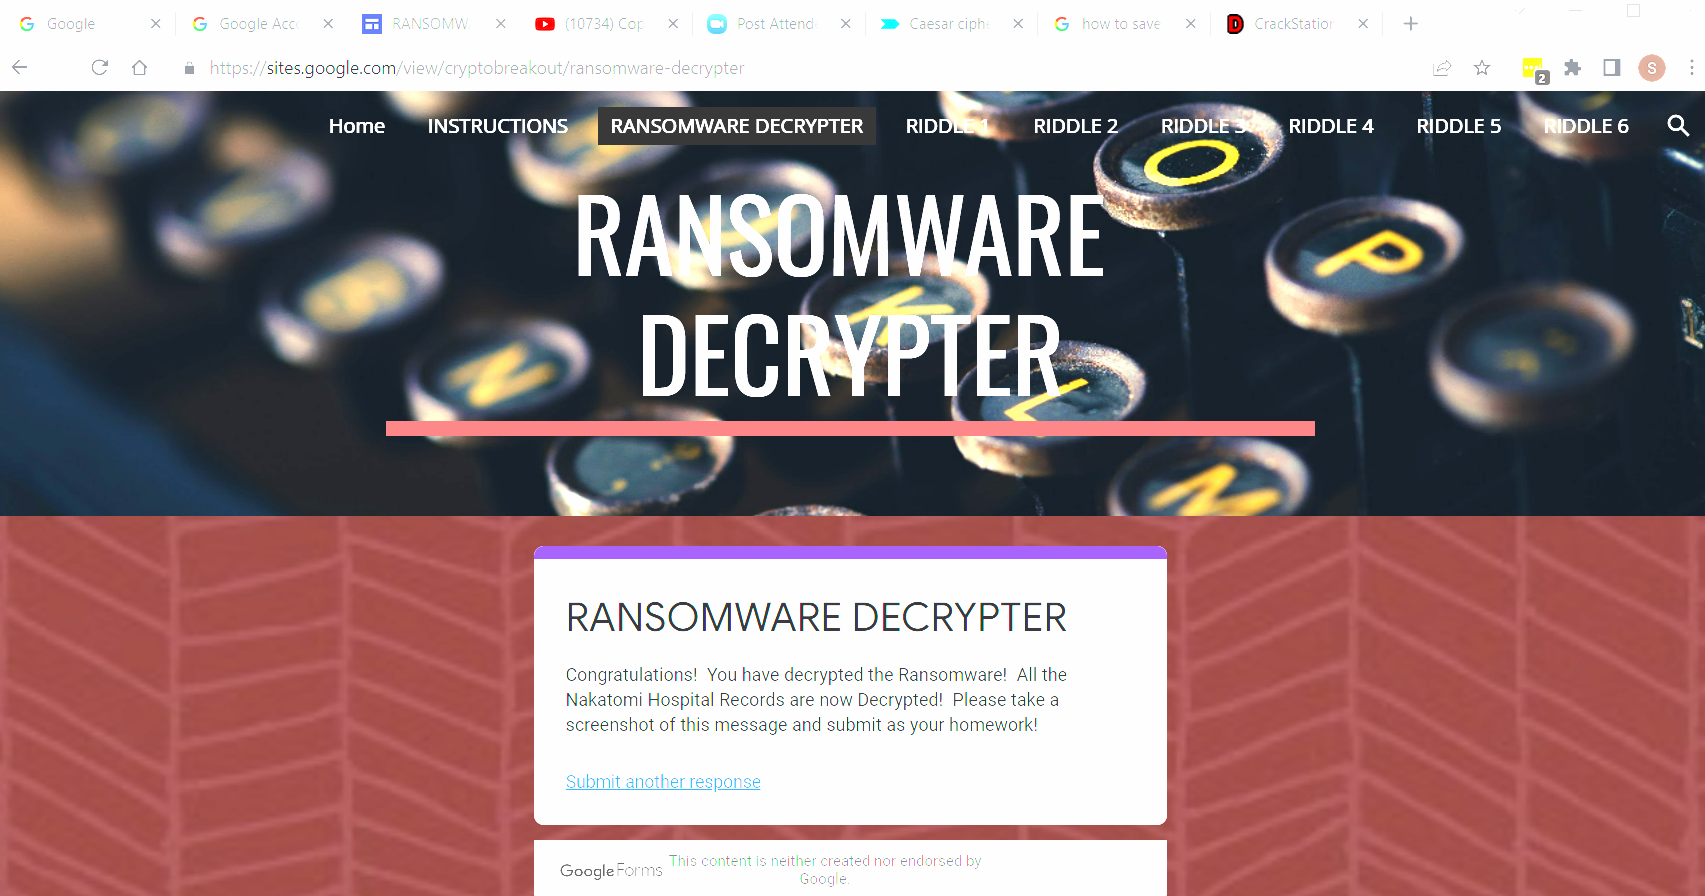 Google
Google Acc
RANSOMW
(10734) Cop
Post Attend
Caesar ciph
how to save
CrackStation
https://sites.google.com/view/cryptobreakout/ransomware-decrypter
2
S
Home
INSTRUCTIONS
RANSOMWARE DECRYPTER
RIDDLE 1
RIDDLE 2
RIDDLE 3
RIDDLE 4
RIDDLE 5
RIDDLE 6
RANSOMWARE
DECRYPTER
O
P
K
N
L
M
RANSOMWARE DECRYPTER
Congratulations! You have decrypted the Ransomware! All the
Nakatomi Hospital Records are now Decrypted! Please take a
screenshot of this message and submit as your homework!
Submit another response
Google Forms
This content is neither created nor endorsed by
Google.